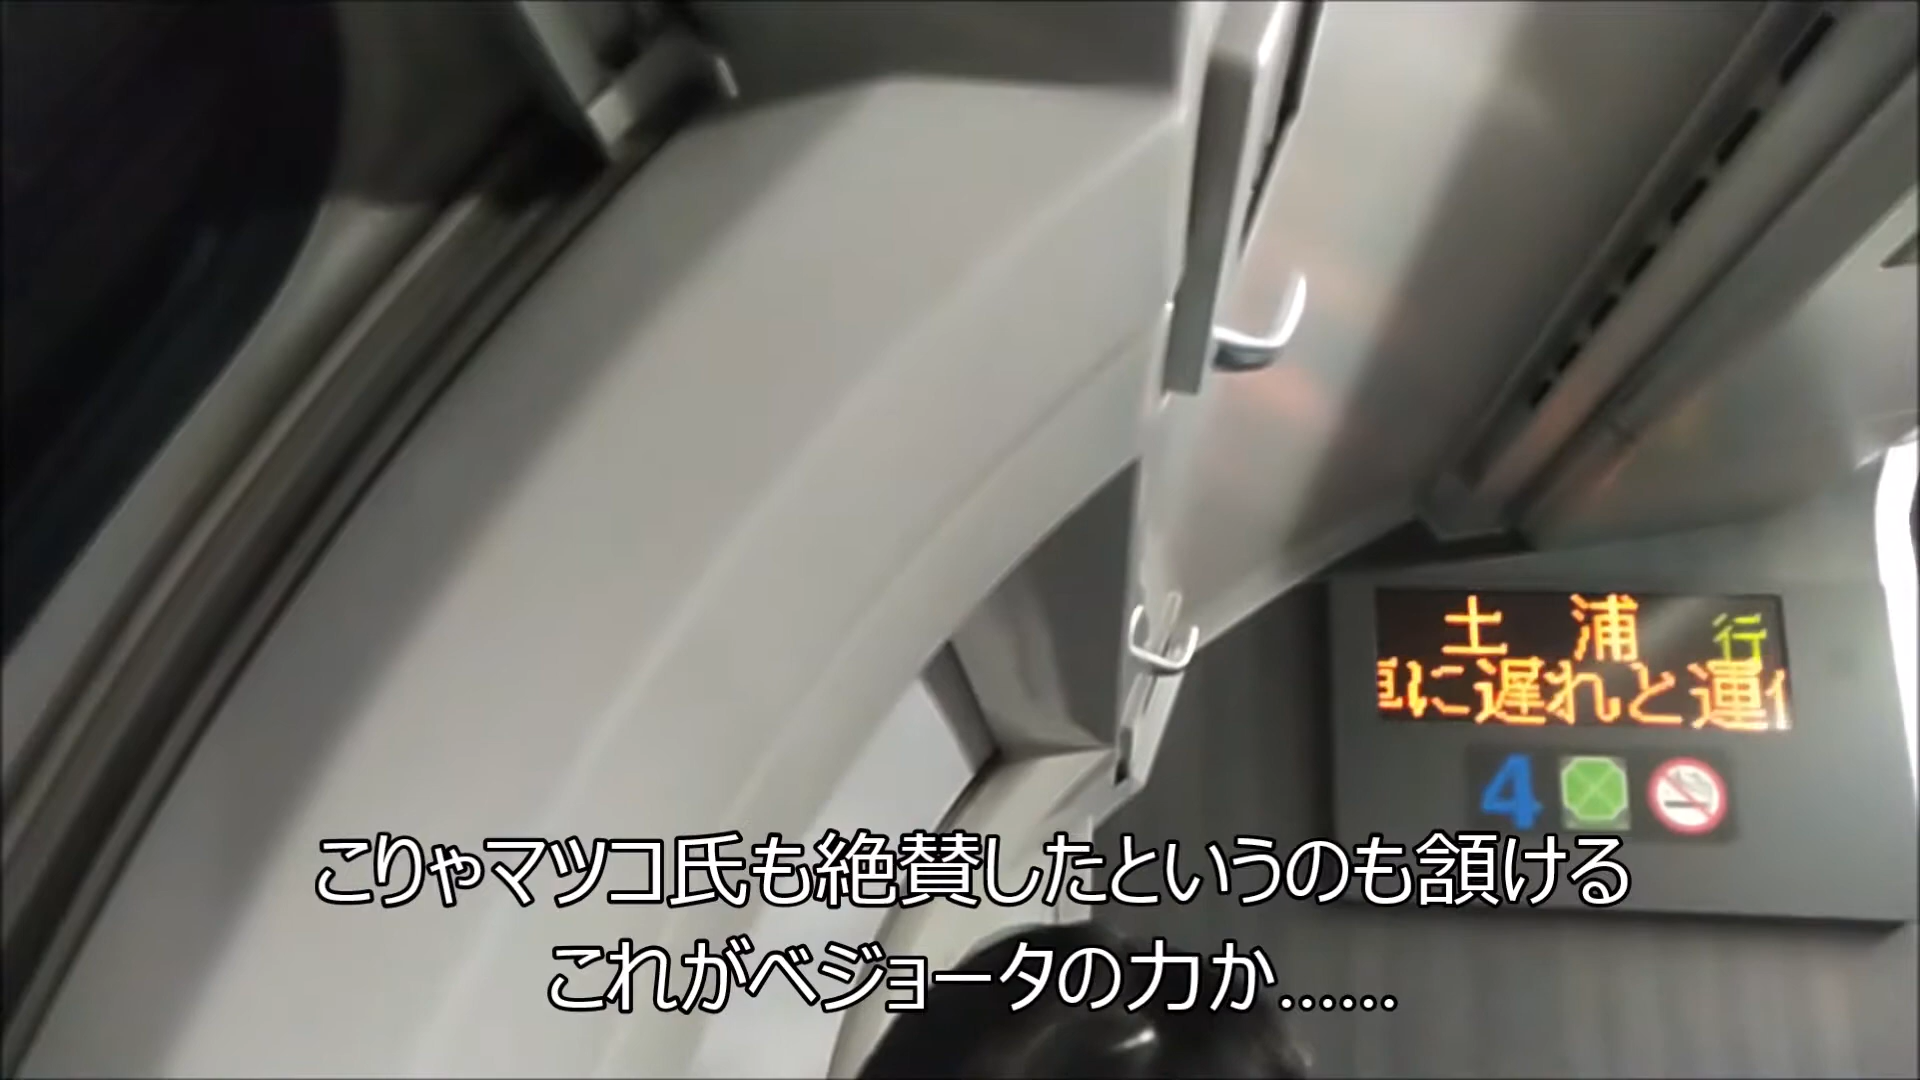 土浦行
車に遅れと運休
4
こりゃマツコ氏も絶賛したというのも頷ける
これがベジョータの力か......